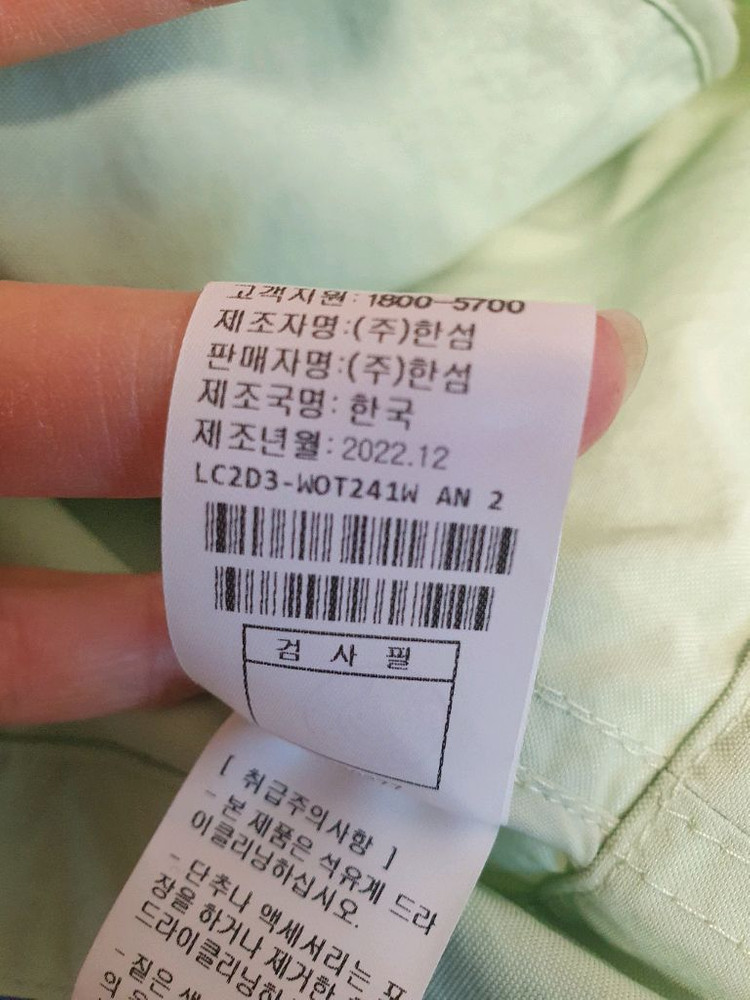 고객지원:1800-5700
제조자명:(주)한섬
판매자명:(주)한섬
제조국명: 한국
제조년월: 2022.12
LC2D3-WOT241W AN 2
검 사 필
[ 취급주의사항 ]
- 본 제품은 석유계 드라
이클리닝하십시오.
- 단추나 액세서리는 포
장을 하거나 제거한
드라이클리닝하
- 짙은 색
의